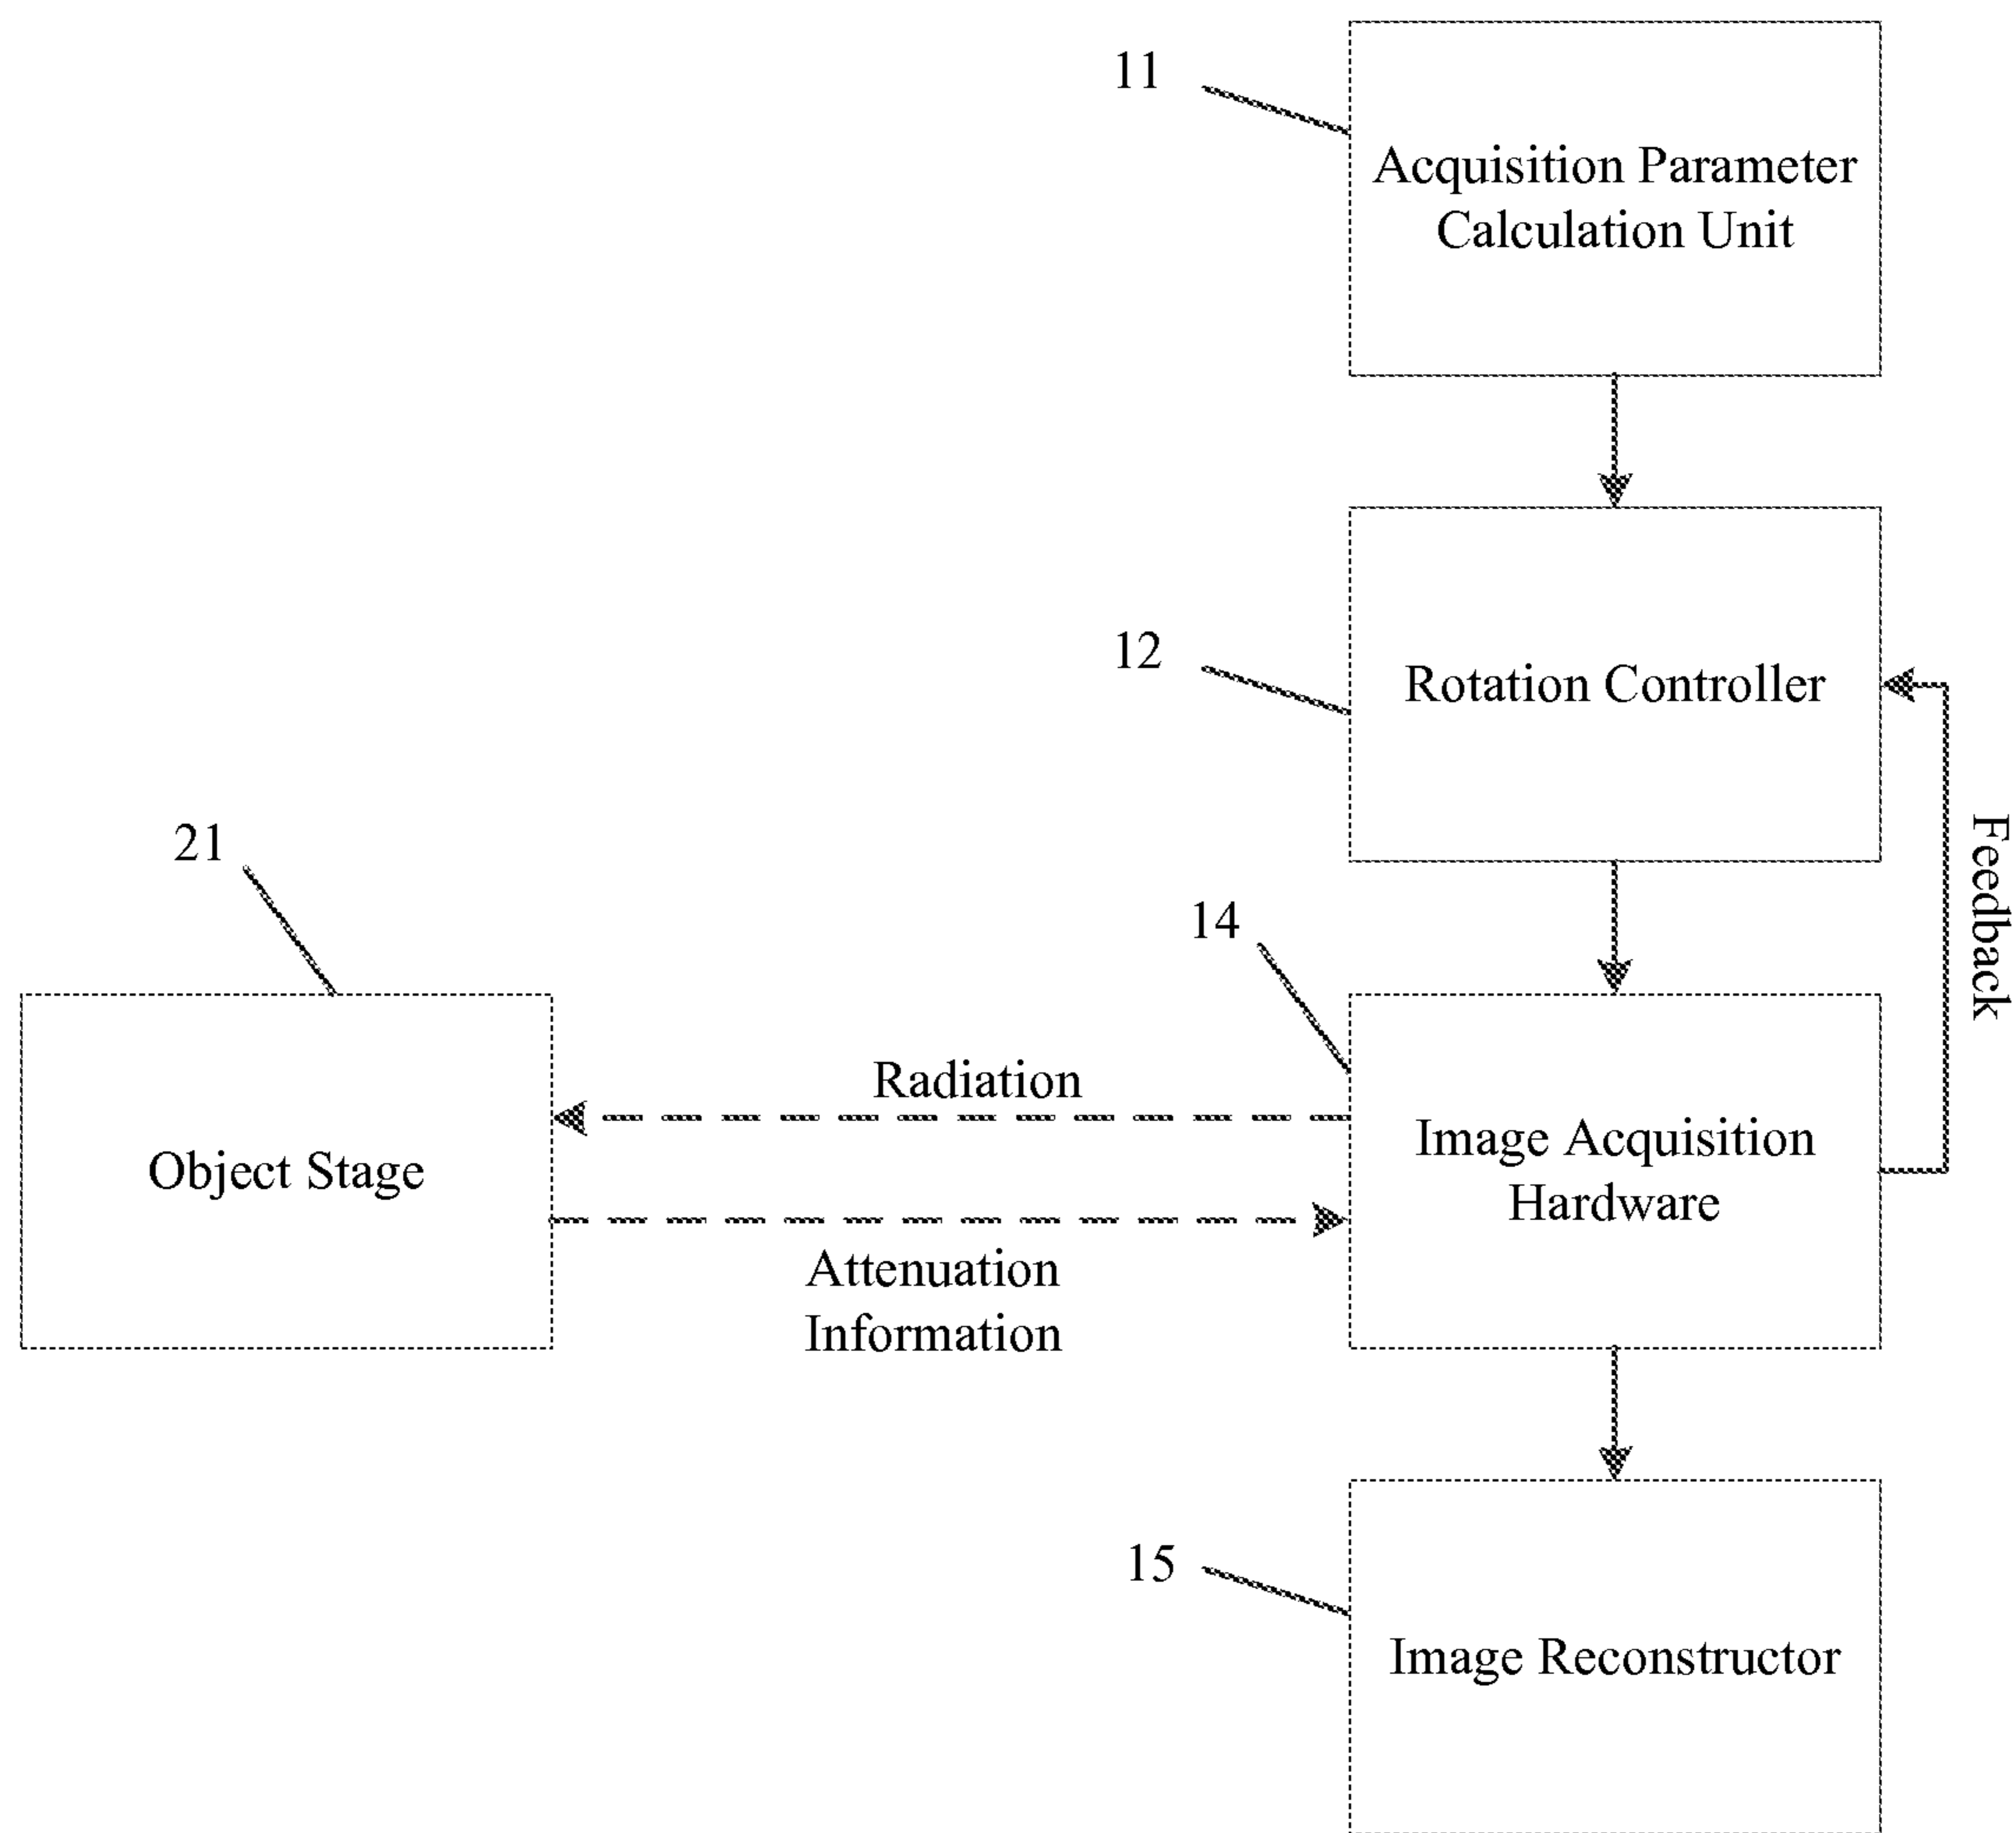 11
Acquisition Parameter
Calculation Unit
12
Rotation Controller
21
Feedback
14
Radiation
Object Stage
Image Acquisition
Hardware
Attenuation
Information
15
Image Reconstructor